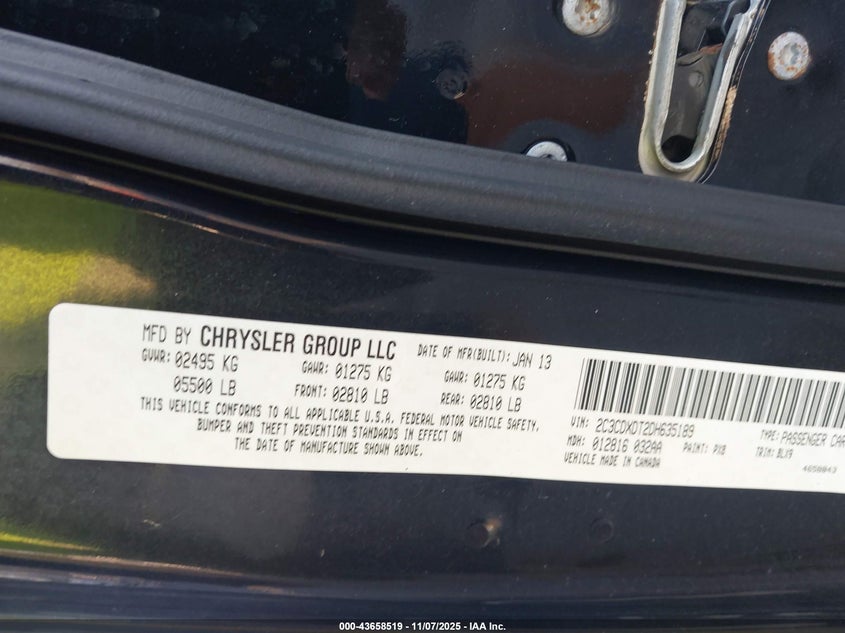 MFD BY CHRYSLER GROUP LLC
DATE OF MFR(BUILT): JAN 13
GVWR: 02495 KG
GAWR: 01275 KG
GAWR: 01275 KG
05500 LB
FRONT: 02810 LB
REAR: 02810 LB
THIS VEHICLE CONFORMS TO ALL APPLICABLE U.S.A. FEDERAL MOTOR VEHICLE SAFETY,
BUMPER AND THEFT PREVENTION STANDARDS IN EFFECT ON
THE DATE OF MANUFACTURE SHOWN ABOVE.
VIN: 2C3CDXDT2DH635189
TYPE: PASSENGER CAR
MDH: 012816 032AA
PAINT: PX8
TRIM: BLX9
VEHICLE MADE IN CANADA
4650843
000-43658519 - 11/07/2025 - IAA Inc.